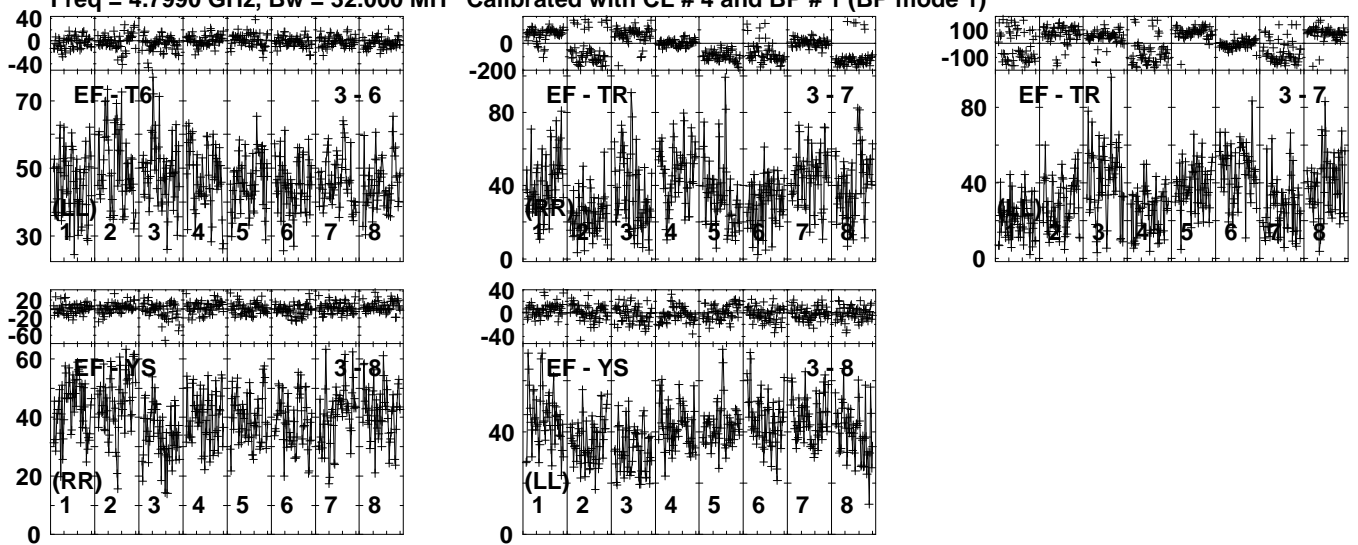 Freq = 4.7990 GHz, Bw = 32.000 MH Calibrated with CL # 4 and BP # 1 (BP mode 1)
40
0
-40
EF - T6 3 - 6
70
50
30
(LL)
1 2 3 4 5 6 7 8
0
-200
EF - TR 3 - 7
80
40
0
(RR)
1 2 3 4 5 6 7 8
100
-100
EF - TR 3 - 7
80
40
0
(LL)
1 2 3 4 5 6 7 8
20
-20
-60
EF - YS 3 - 8
60
40
20
0
(RR)
1 2 3 4 5 6 7 8
40
0
-40
EF - YS 3 - 8
40
0
(LL)
1 2 3 4 5 6 7 8